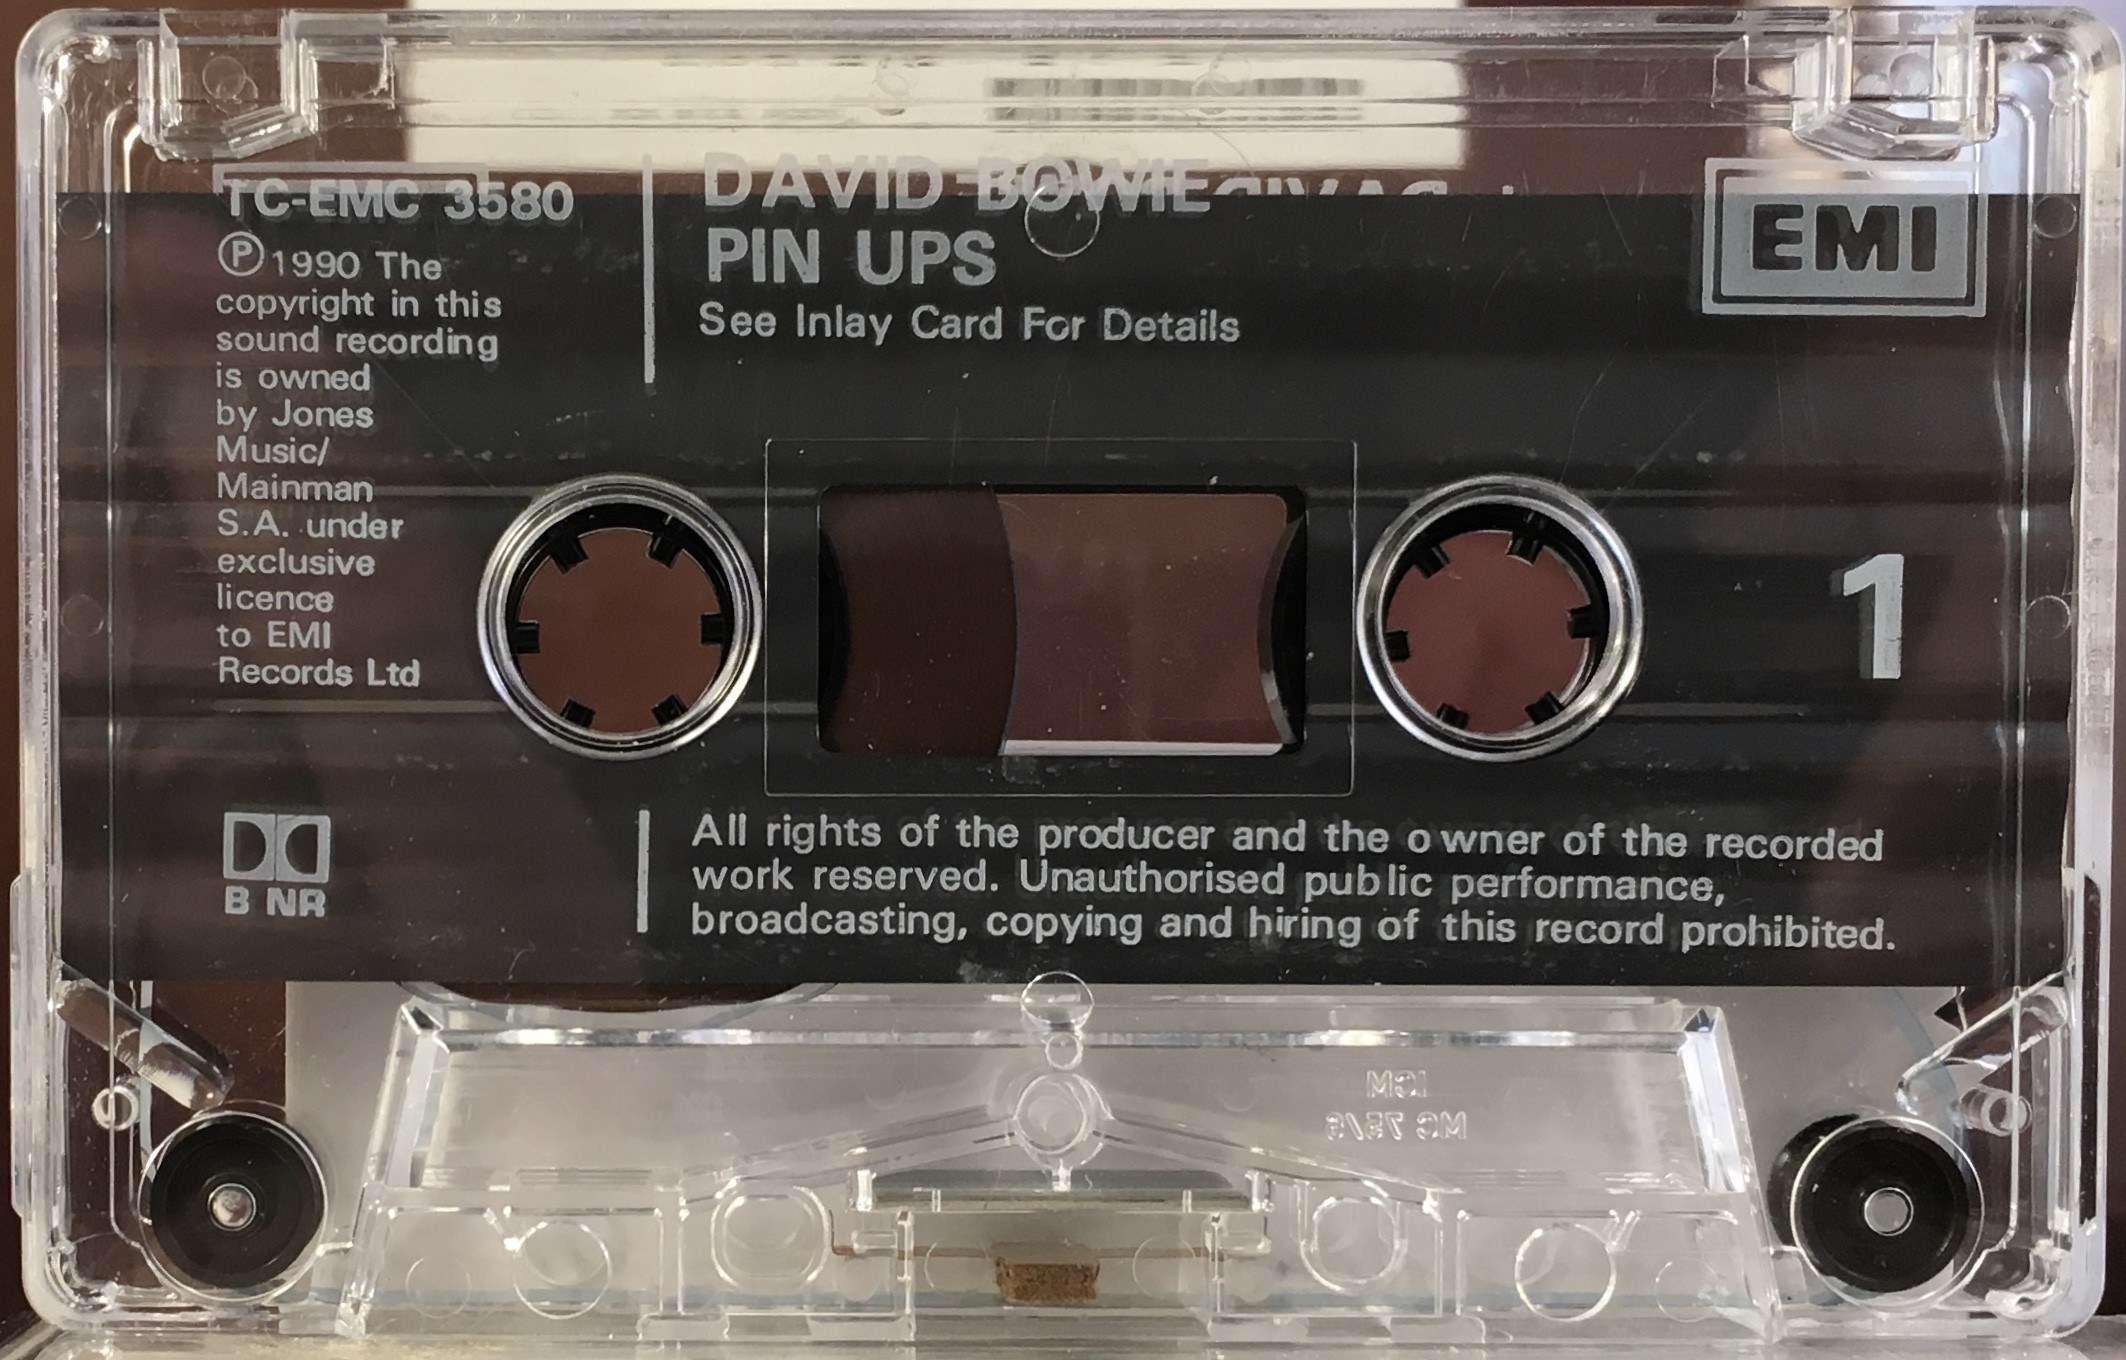 TC-EMC 3580
Ⓟ1990 The
copyright in this
sound recording
is owned
by Jones
Music/
Mainman
S.A. under
exclusive
licence
to EMI
Records Ltd
DAVID BOWIE
PIN UPS
See Inlay Card For Details
EMI
1
B NR
All rights of the producer and the owner of the recorded
work reserved. Unauthorised public performance,
broadcasting, copying and hiring of this record prohibited.
ICM